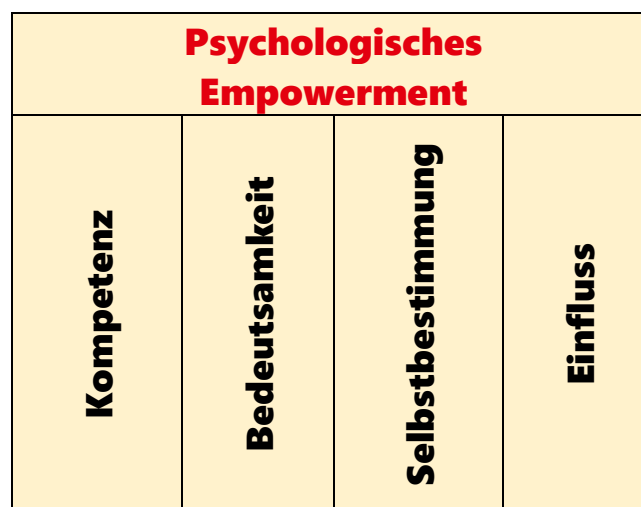 Psychologisches
Empowerment
Kompetenz
Bedeutsamkeit
Selbstbestimmung
Einfluss